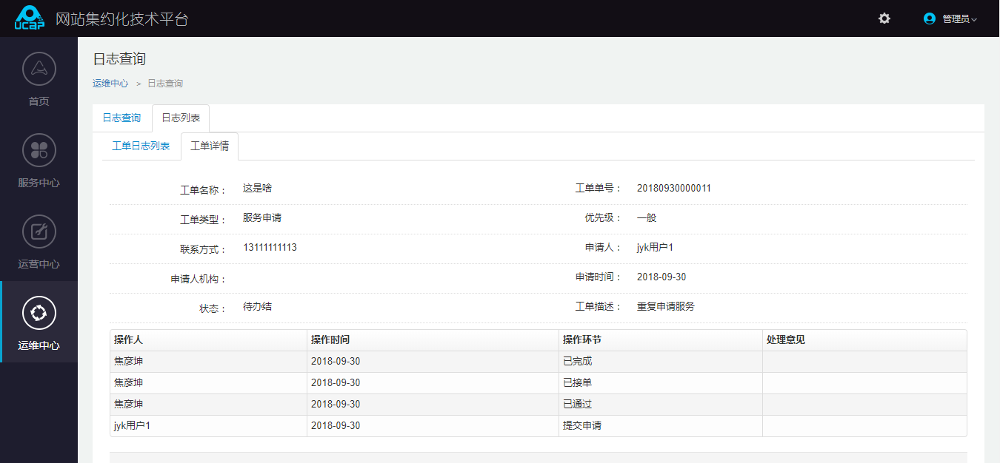 UCAP 网站集约化技术平台 管理员
首页
服务中心
运营中心
运维中心
日志查询
运维中心 > 日志查询
日志查询 日志列表
工单日志列表 工单详情
工单名称： 这是啥 工单单号： 20180930000011
工单类型： 服务申请 优先级： 一般
联系方式： 13111111113 申请人： jyk用户1
申请人机构： 申请时间： 2018-09-30
状态： 待办结 工单描述： 重复申请服务
操作人 操作时间 操作环节 处理意见
焦彦坤 2018-09-30 已完成
焦彦坤 2018-09-30 已接单
焦彦坤 2018-09-30 已通过
jyk用户1 2018-09-30 提交申请